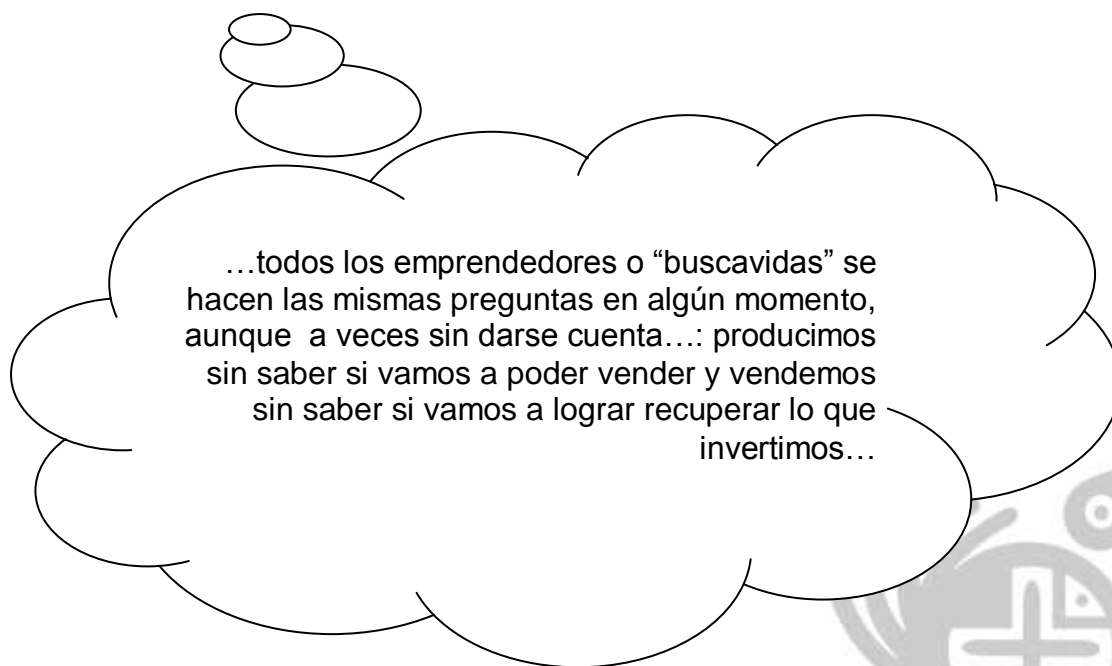 …todos los emprendedores o “buscavidas” se
hacen las mismas preguntas en algún momento,
aunque  a veces sin darse cuenta…: producimos
sin saber si vamos a poder vender y vendemos
sin saber si vamos a lograr recuperar lo que
invertimos…